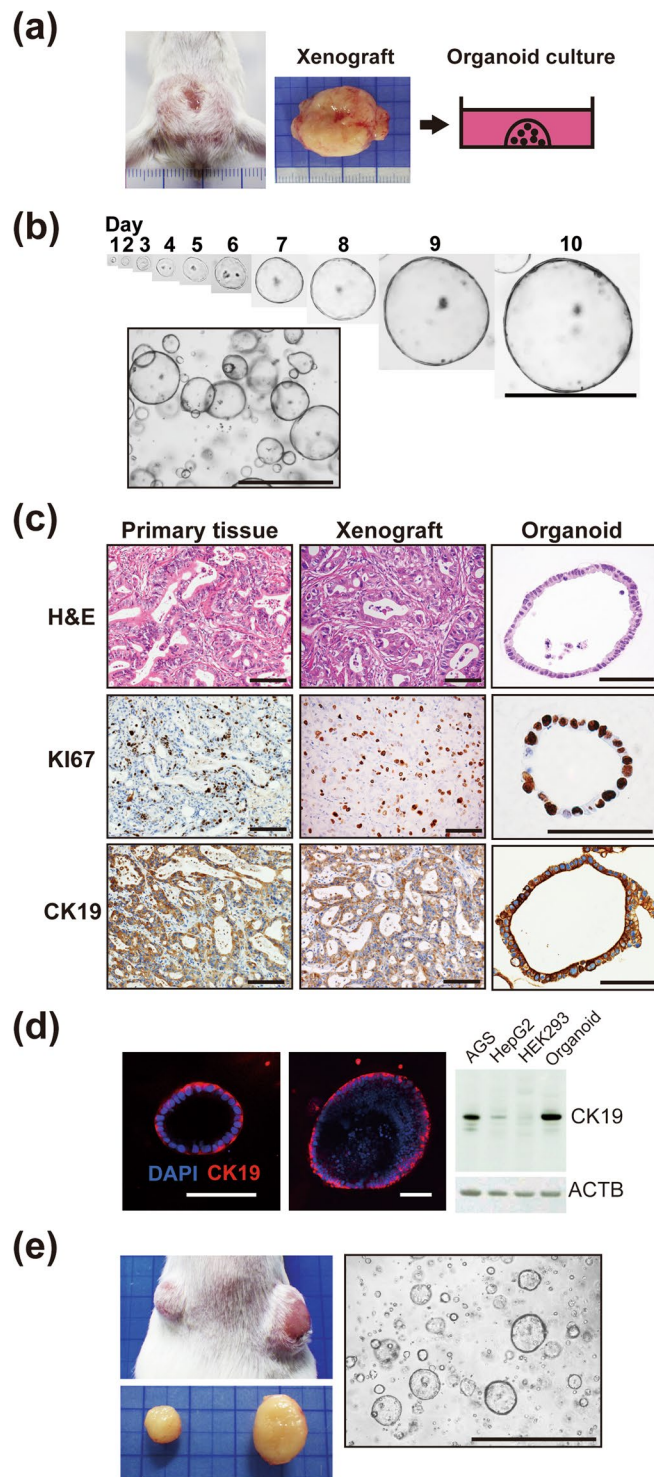 (a)
Xenograft
Organoid culture
(b)
Day
1 2 3 4 5 6 7 8 9 10
(c)
Primary tissue Xenograft Organoid
H&E
KI67
CK19
(d)
AGS HepG2 HEK293 Organoid
CK19
DAPI CK19
ACTB
(e)